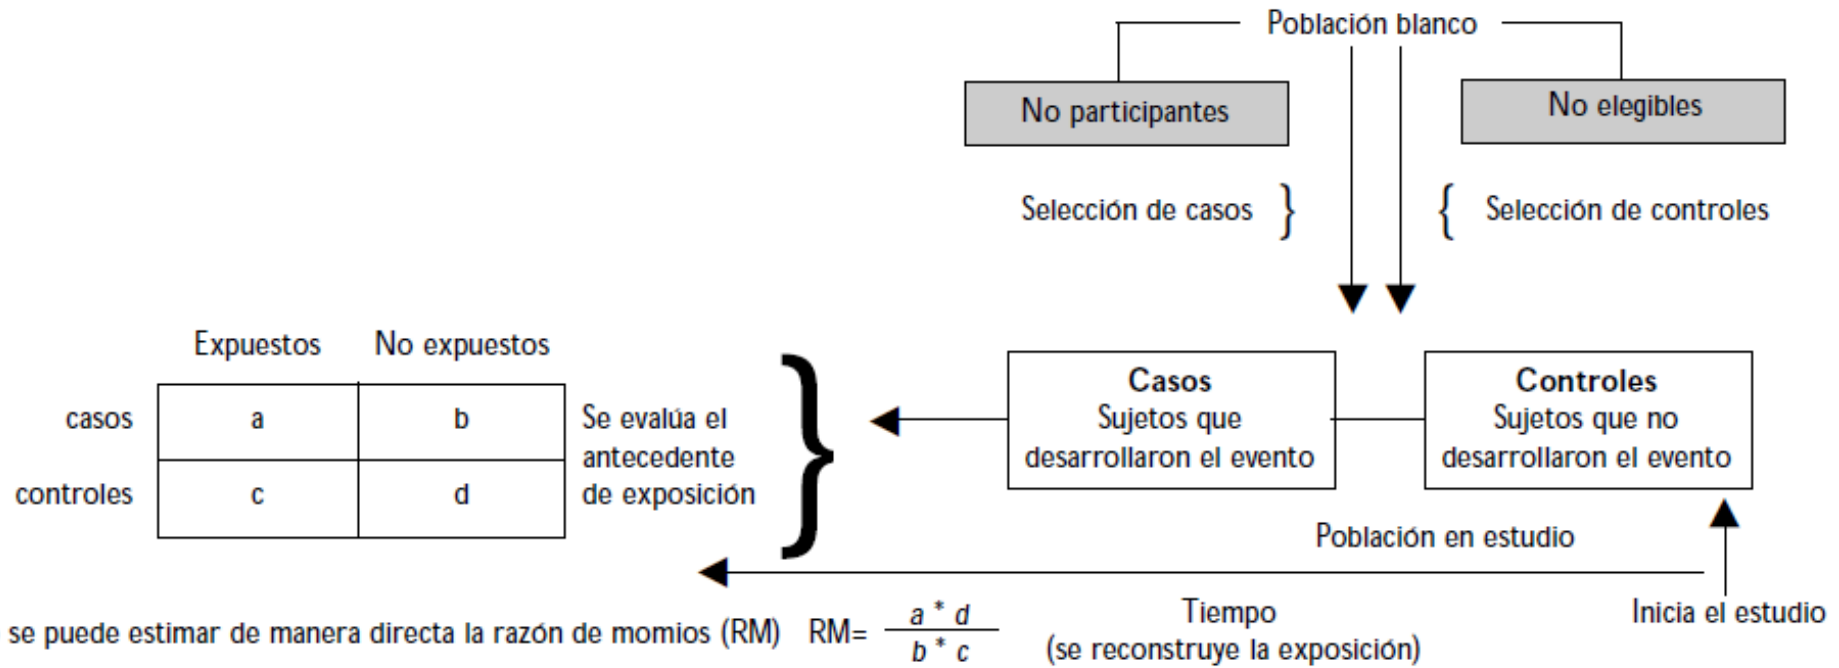 Población blanco
No participantes
No elegibles
Selección de casos }
{ Selección de controles
Expuestos No expuestos
casos a b
controles c d
Se evalúa el
antecedente
de exposición
}
Casos
Sujetos que
desarrollaron el evento
Controles
Sujetos que no
desarrollaron el evento
Población en estudio
Inicia el estudio
Tiempo
(se reconstruye la exposición)
se puede estimar de manera directa la razón de momios (RM) RM= a * d
b * c